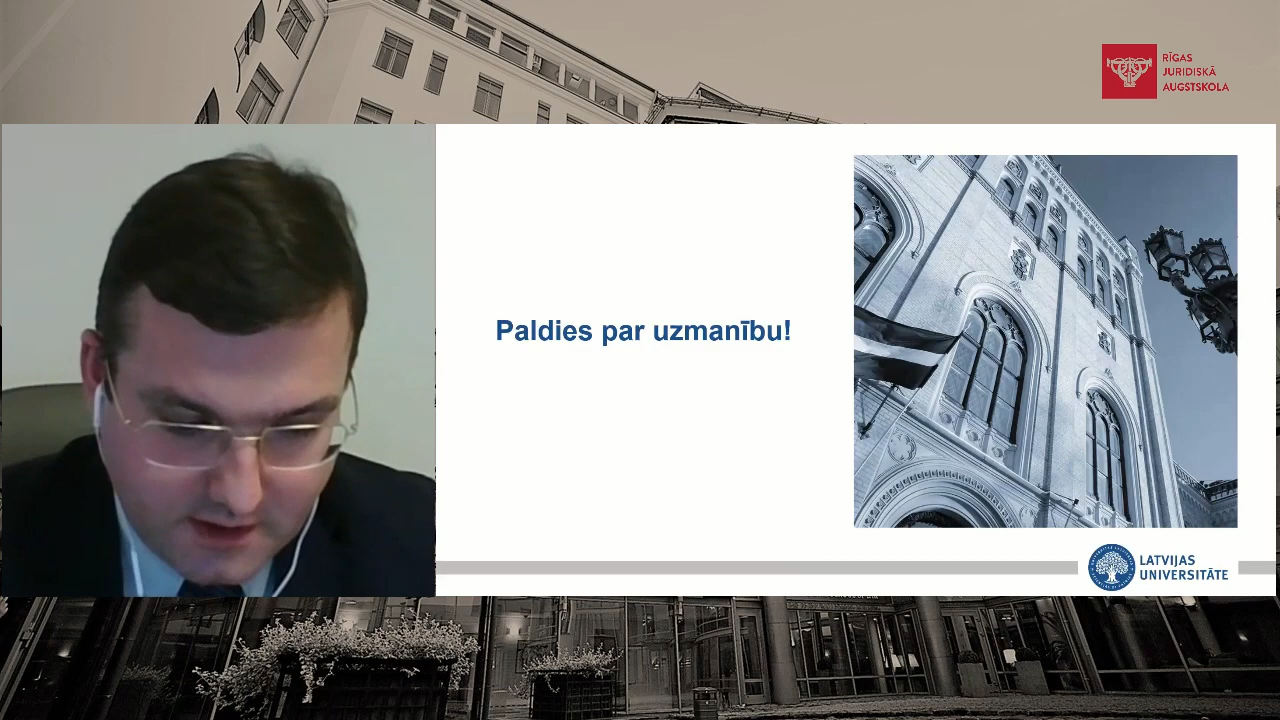 RĪGAS
JURIDISKĀ
AUGSTSKOLA
Paldies par uzmanību!
LATVIJAS
UNIVERSITĀTE